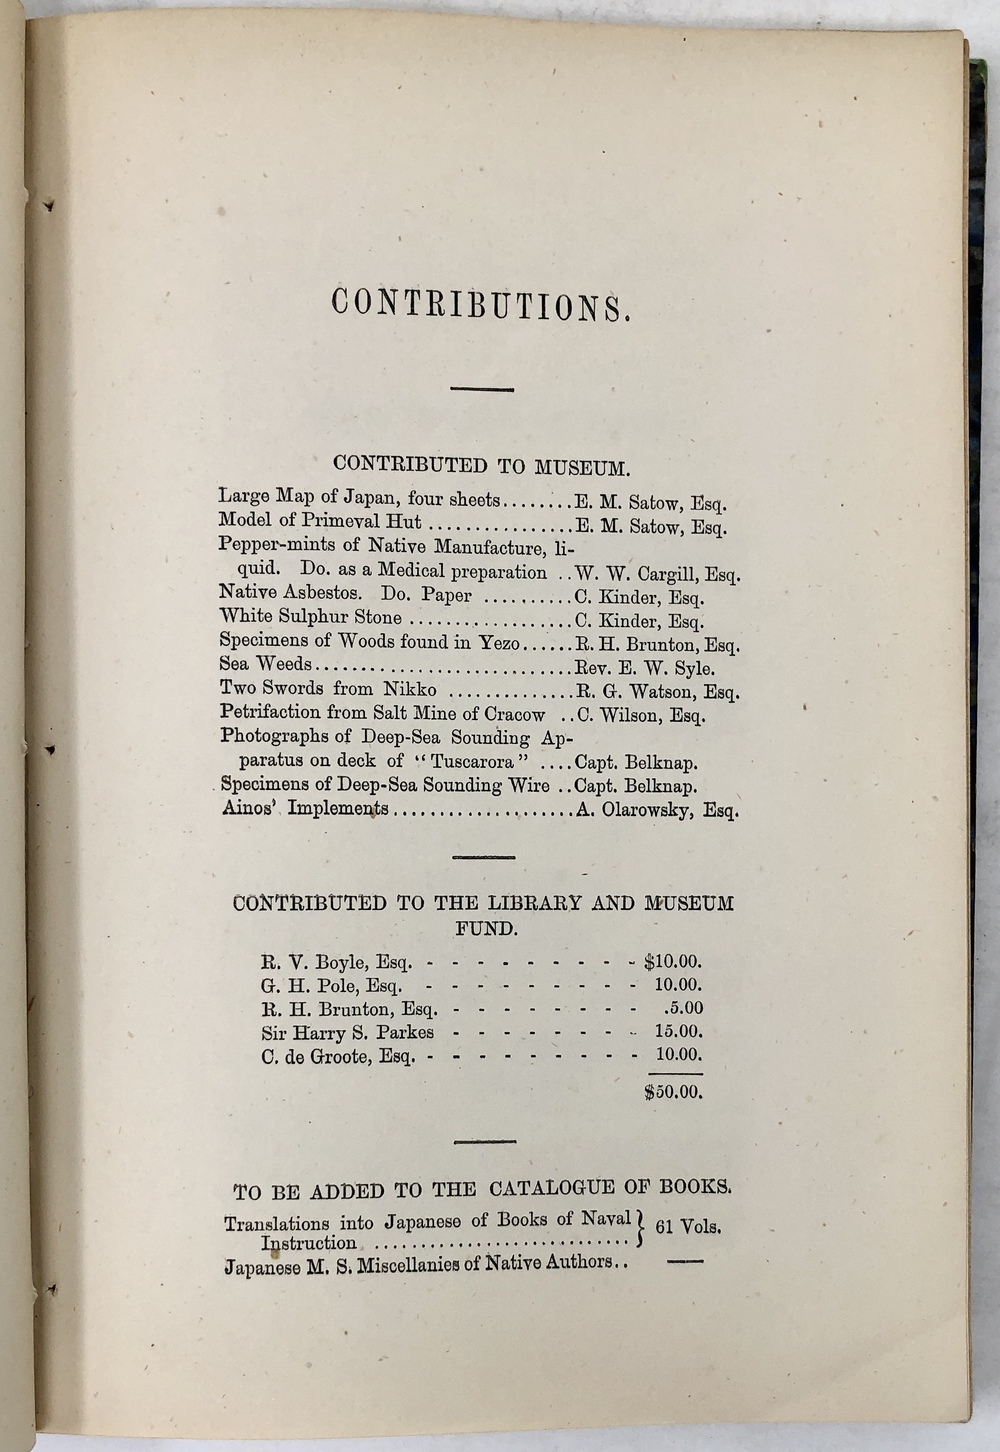 CONTRIBUTIONS.
CONTRIBUTED TO MUSEUM.
Large Map of Japan, four sheets........E. M. Satow, Esq.
Model of Primeval Hut ................E. M. Satow, Esq.
Pepper-mints of Native Manufacture, li-
quid. Do. as a Medical preparation ..W. W. Cargill, Esq.
Native Asbestos. Do. Paper ..........C. Kinder, Esq.
White Sulphur Stone ..................C. Kinder, Esq.
Specimens of Woods found in Yezo......R. H. Brunton, Esq.
Sea Weeds............................Rev. E. W. Syle.
Two Swords from Nikko ..............R. G. Watson, Esq.
Petrifaction from Salt Mine of Cracow ..C. Wilson, Esq.
Photographs of Deep-Sea Sounding Ap-
paratus on deck of "Tuscarora" ....Capt. Belknap.
Specimens of Deep-Sea Sounding Wire ..Capt. Belknap.
Ainos' Implements....................A. Olarowsky, Esq.
CONTRIBUTED TO THE LIBRARY AND MUSEUM
FUND.
R. V. Boyle, Esq. - - - - - - - - - $10.00.
G. H. Pole, Esq. - - - - - - - - - 10.00.
R. H. Brunton, Esq. - - - - - - - - .5.00
Sir Harry S. Parkes - - - - - - - - 15.00.
C. de Groote, Esq. - - - - - - - - - 10.00.
$50.00.
TO BE ADDED TO THE CATALOGUE OF BOOKS.
Translations into Japanese of Books of Naval } 61 Vols.
Instruction ............................
Japanese M. S. Miscellanies of Native Authors.. ——